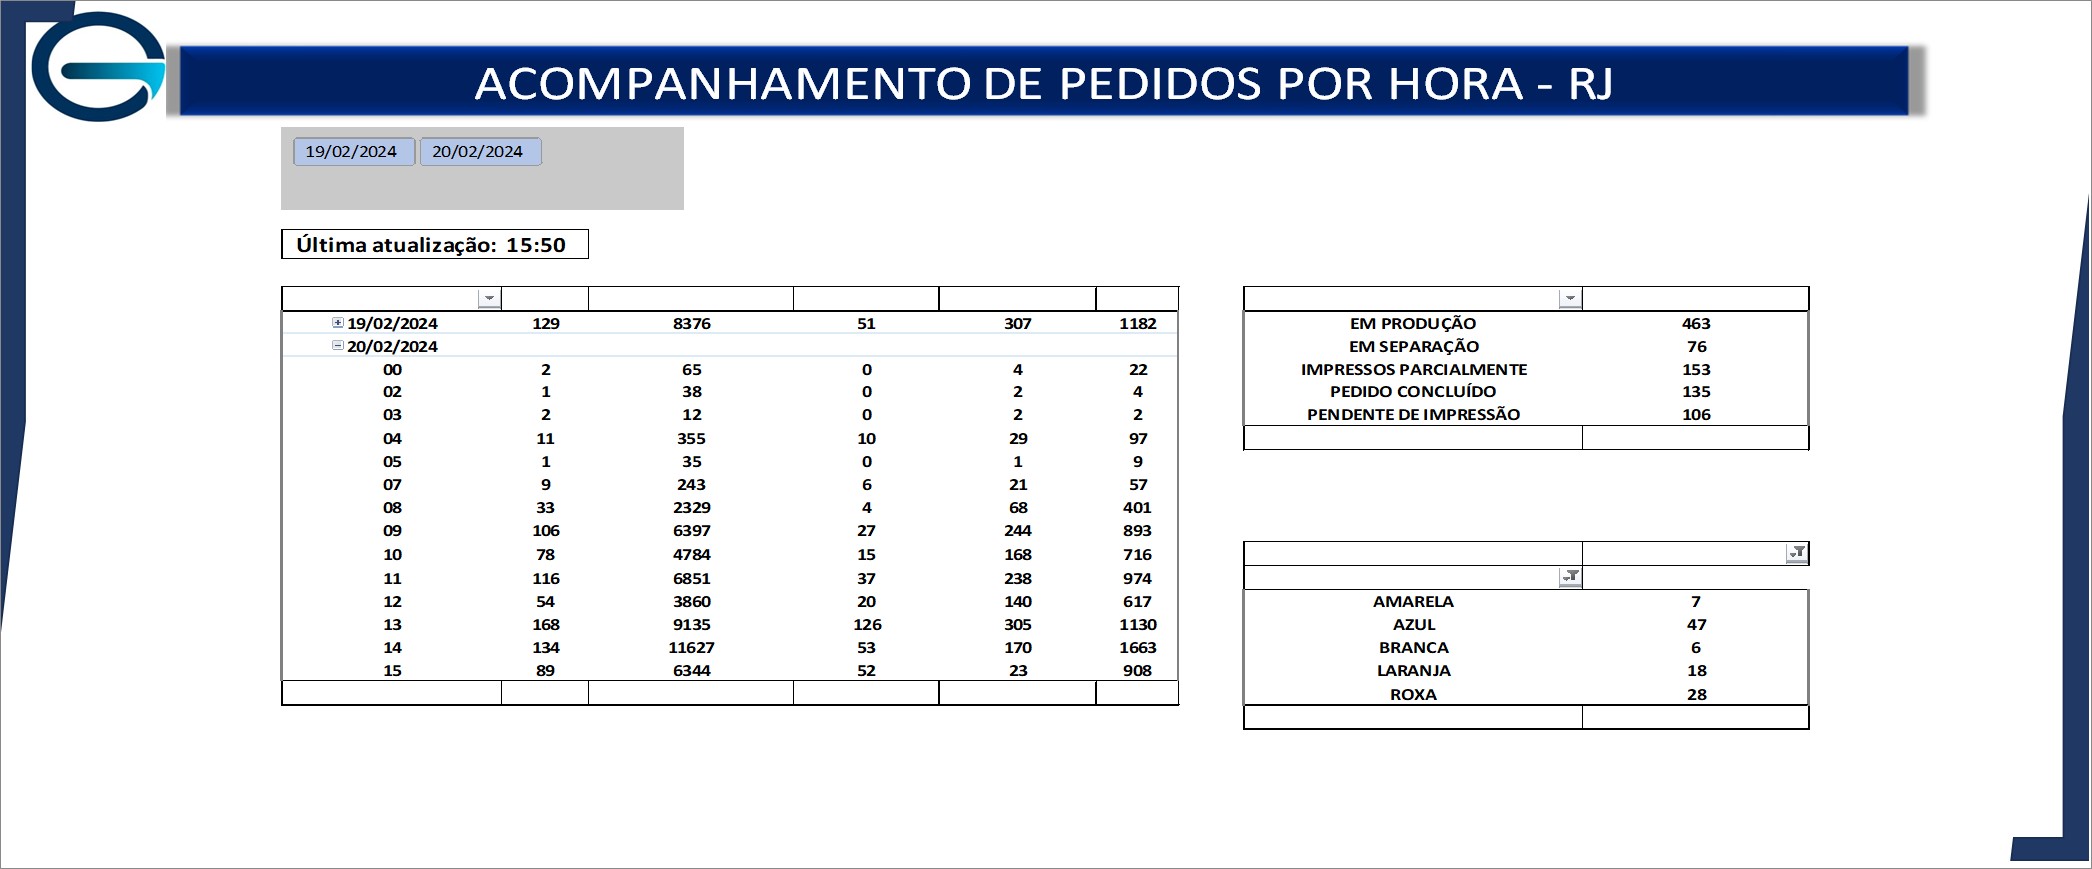 ACOMPANHAMENTO DE PEDIDOS POR HORA - RJ
19/02/2024 20/02/2024
Última atualização: 15:50
19/02/2024 129 8376 51 307 1182
20/02/2024
00 2 65 0 4 22
02 1 38 0 2 4
03 2 12 0 2 2
04 11 355 10 29 97
05 1 35 0 1 9
07 9 243 6 21 57
08 33 2329 4 68 401
09 106 6397 27 244 893
10 78 4784 15 168 716
11 116 6851 37 238 974
12 54 3860 20 140 617
13 168 9135 126 305 1130
14 134 11627 53 170 1663
15 89 6344 52 23 908
EM PRODUÇÃO 463
EM SEPARAÇÃO 76
IMPRESSOS PARCIALMENTE 153
PEDIDO CONCLUÍDO 135
PENDENTE DE IMPRESSÃO 106
AMARELA 7
AZUL 47
BRANCA 6
LARANJA 18
ROXA 28